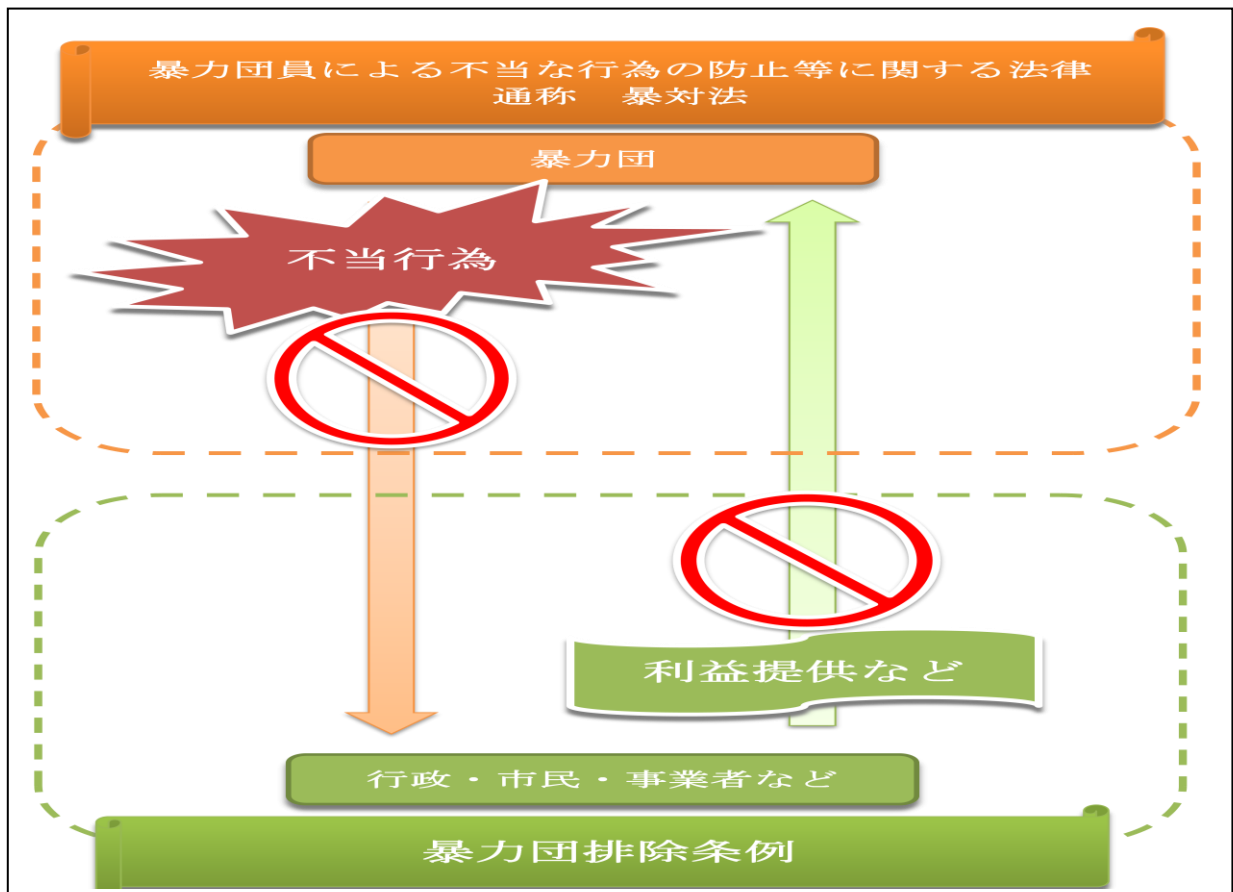 暴力団員による不当な行為の防止等に関する法律
通称　暴対法
暴力団
不当行為
利益提供など
行政・市民・事業者など
暴力団排除条例